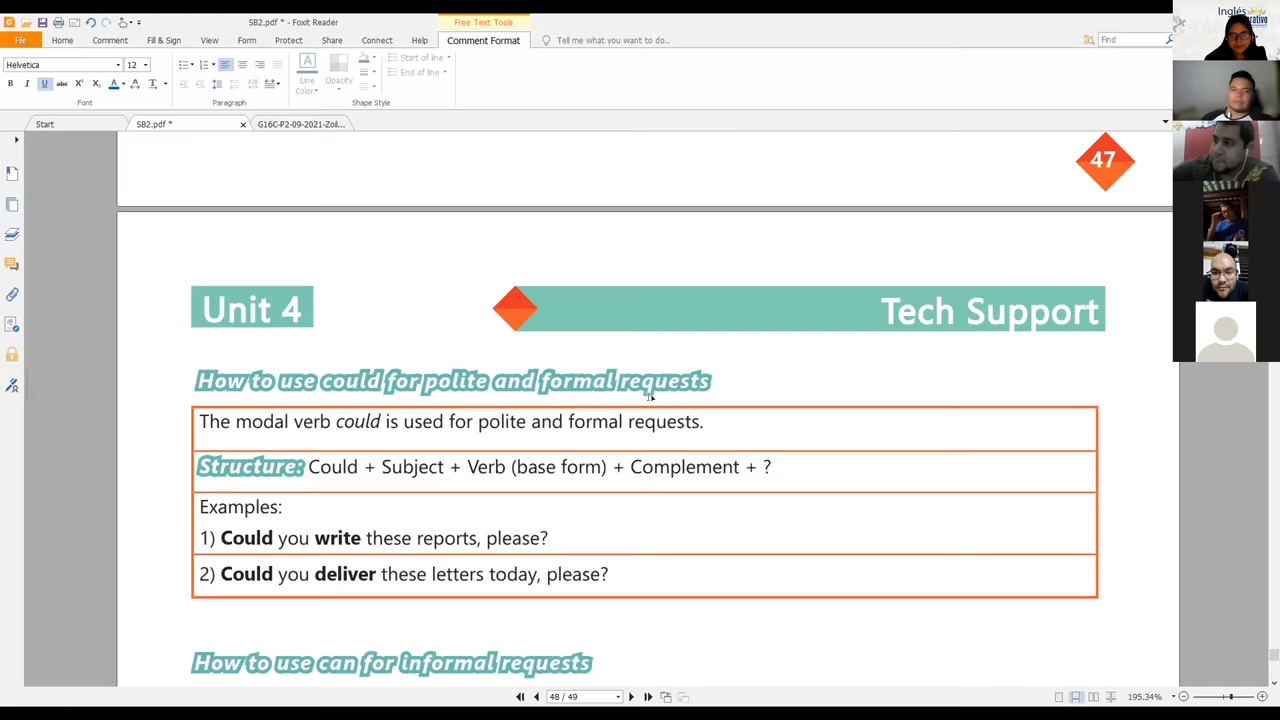 SB2.pdf * - Foxit Reader
Free Text Tools
File
Home
Comment
Fill & Sign
View
Form
Protect
Share
Connect
Help
Comment Format
Tell me what you want to do..
Find
Helvetica
12
Line
Color
Opacity
Start of line
End of line
Font
Paragraph
Shape Style
Start
SB2.pdf *
G16C-P2-09-2021-Zoil...
Inglés
47
Unit 4
Tech Support
How to use could for polite and formal requests
The modal verb could is used for polite and formal requests.
Structure: Could + Subject + Verb (base form) + Complement + ?
Examples:
1) Could you write these reports, please?
2) Could you deliver these letters today, please?
How to use can for informal requests
48 / 49
195.34%